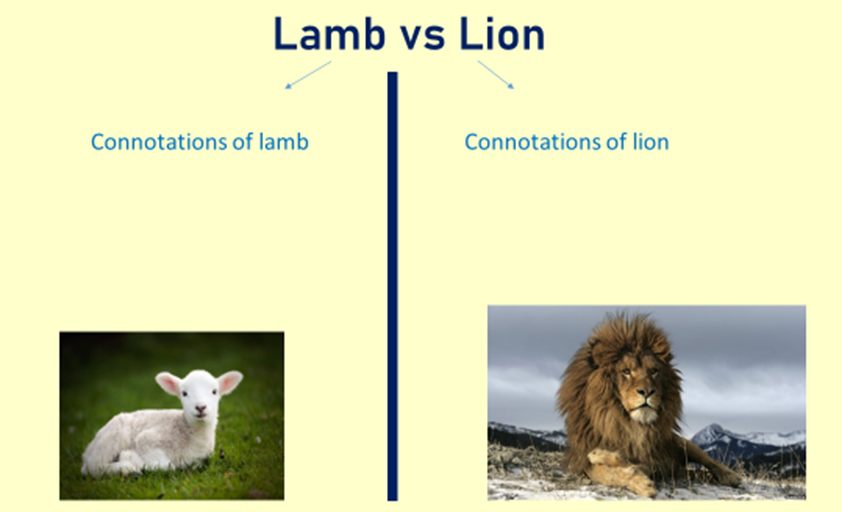 Lamb vs Lion
Connotations of lamb
Connotations of lion